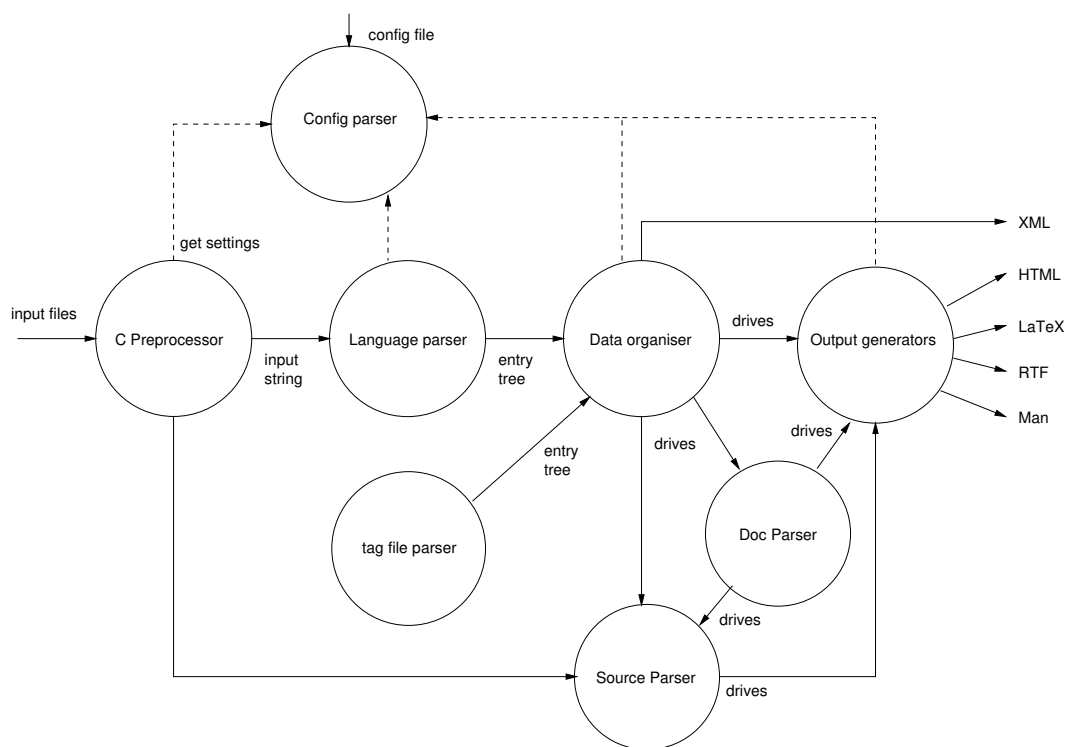 config file
Config parser
get settings
XML
HTML
input files
C Preprocessor
input
string
Language parser
entry
tree
Data organiser
drives
Output generators
LaTeX
RTF
Man
entry
tree
drives
drives
tag file parser
Doc Parser
drives
Source Parser
drives